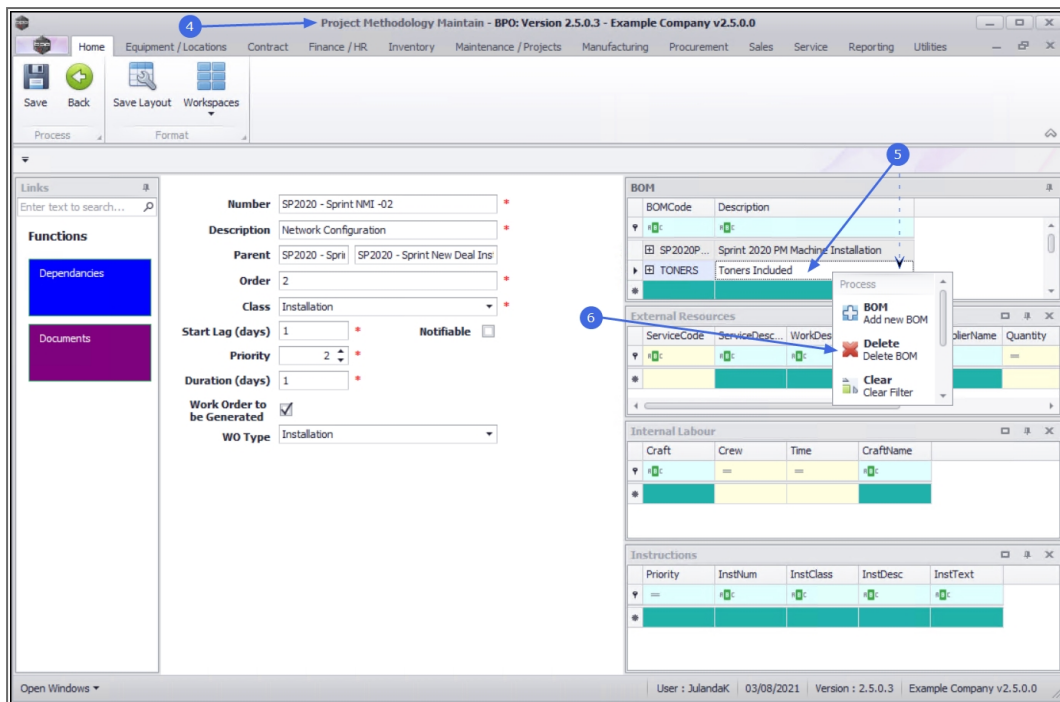 Project Methodology Maintain - BPO: Version 2.5.0.3 - Example Company v2.5.0.0
4
Home Equipment / Locations Contract Finance / HR Inventory Maintenance / Projects Manufacturing Procurement Sales Service Reporting Utilities
Save Back Save Layout Workspaces
Process Format
5
Links
Enter text to search...
Functions
Dependancies
Documents
Number SP2020 - Sprint NMI -02 *
Description Network Configuration *
Parent SP2020 - Spri SP2020 - Sprint New Deal Ins
Order 2 *
Class Installation *
Start Lag (days) 1 * Notifiable
Priority 2 *
Duration (days) 1 *
Work Order to
be Generated
WO Type Installation
BOM
BOMCode Description
SP2020P... Sprint 2020 PM Machine Installation
TONERS Toners Included
Process
BOM
Add new BOM
Delete
Delete BOM
Clear
Clear Filter
6
External Resources
ServiceCode ServiceDesc... WorkDes plierName Quantity
Internal Labour
Craft Crew Time CraftName
Instructions
Priority InstNum InstClass InstDesc InstText
Open Windows User : JulandaK 03/08/2021 Version : 2.5.0.3 Example Company v2.5.0.0